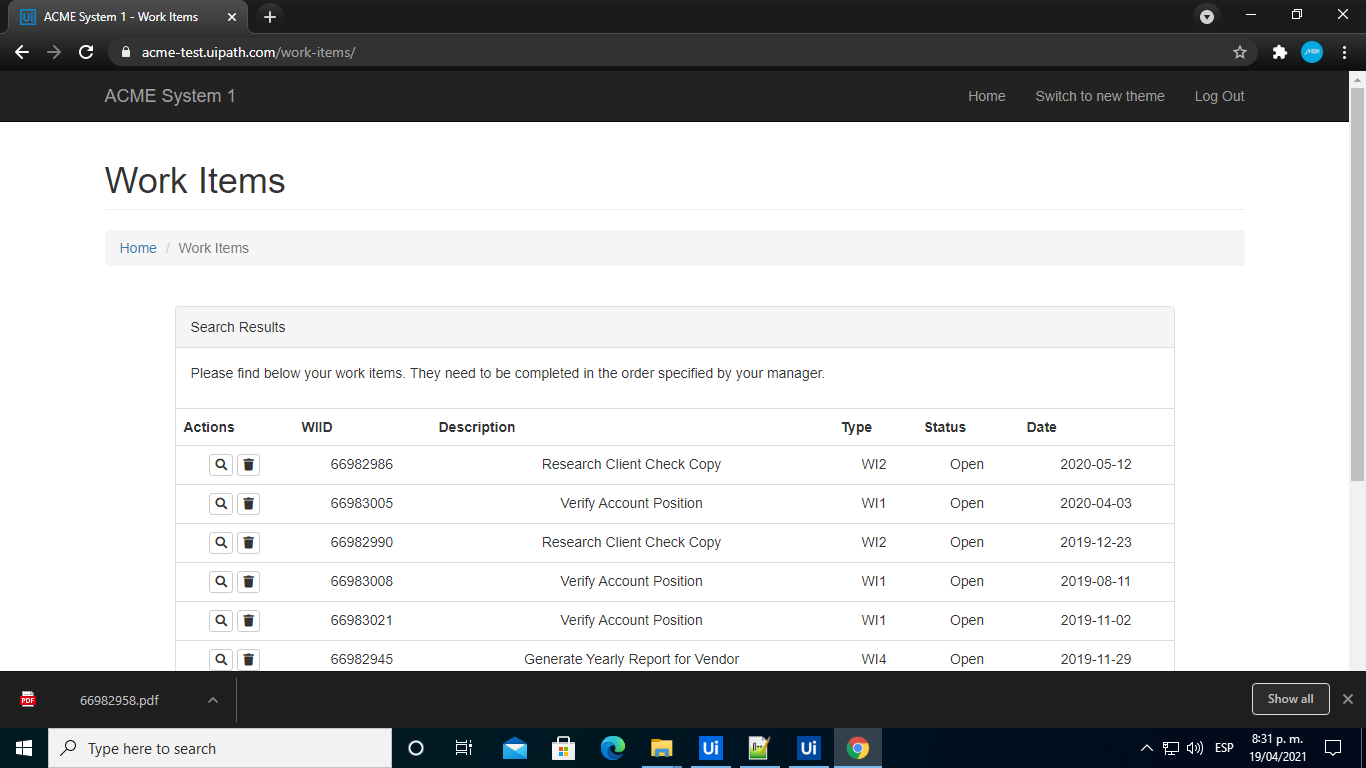 ACME System 1 - Work Items
acme-test.uipath.com/work-items/
ACME System 1 Home Switch to new theme Log Out
Work Items
Home / Work Items
Search Results
Please find below your work items. They need to be completed in the order specified by your manager.
Actions WIID Description Type Status Date
66982986 Research Client Check Copy WI2 Open 2020-05-12
66983005 Verify Account Position WI1 Open 2020-04-03
66982990 Research Client Check Copy WI2 Open 2019-12-23
66983008 Verify Account Position WI1 Open 2019-08-11
66983021 Verify Account Position WI1 Open 2019-11-02
66982945 Generate Yearly Report for Vendor WI4 Open 2019-11-29
PDF 66982958.pdf Show all
Type here to search Ui Ui ESP 8:31 p. m.
19/04/2021